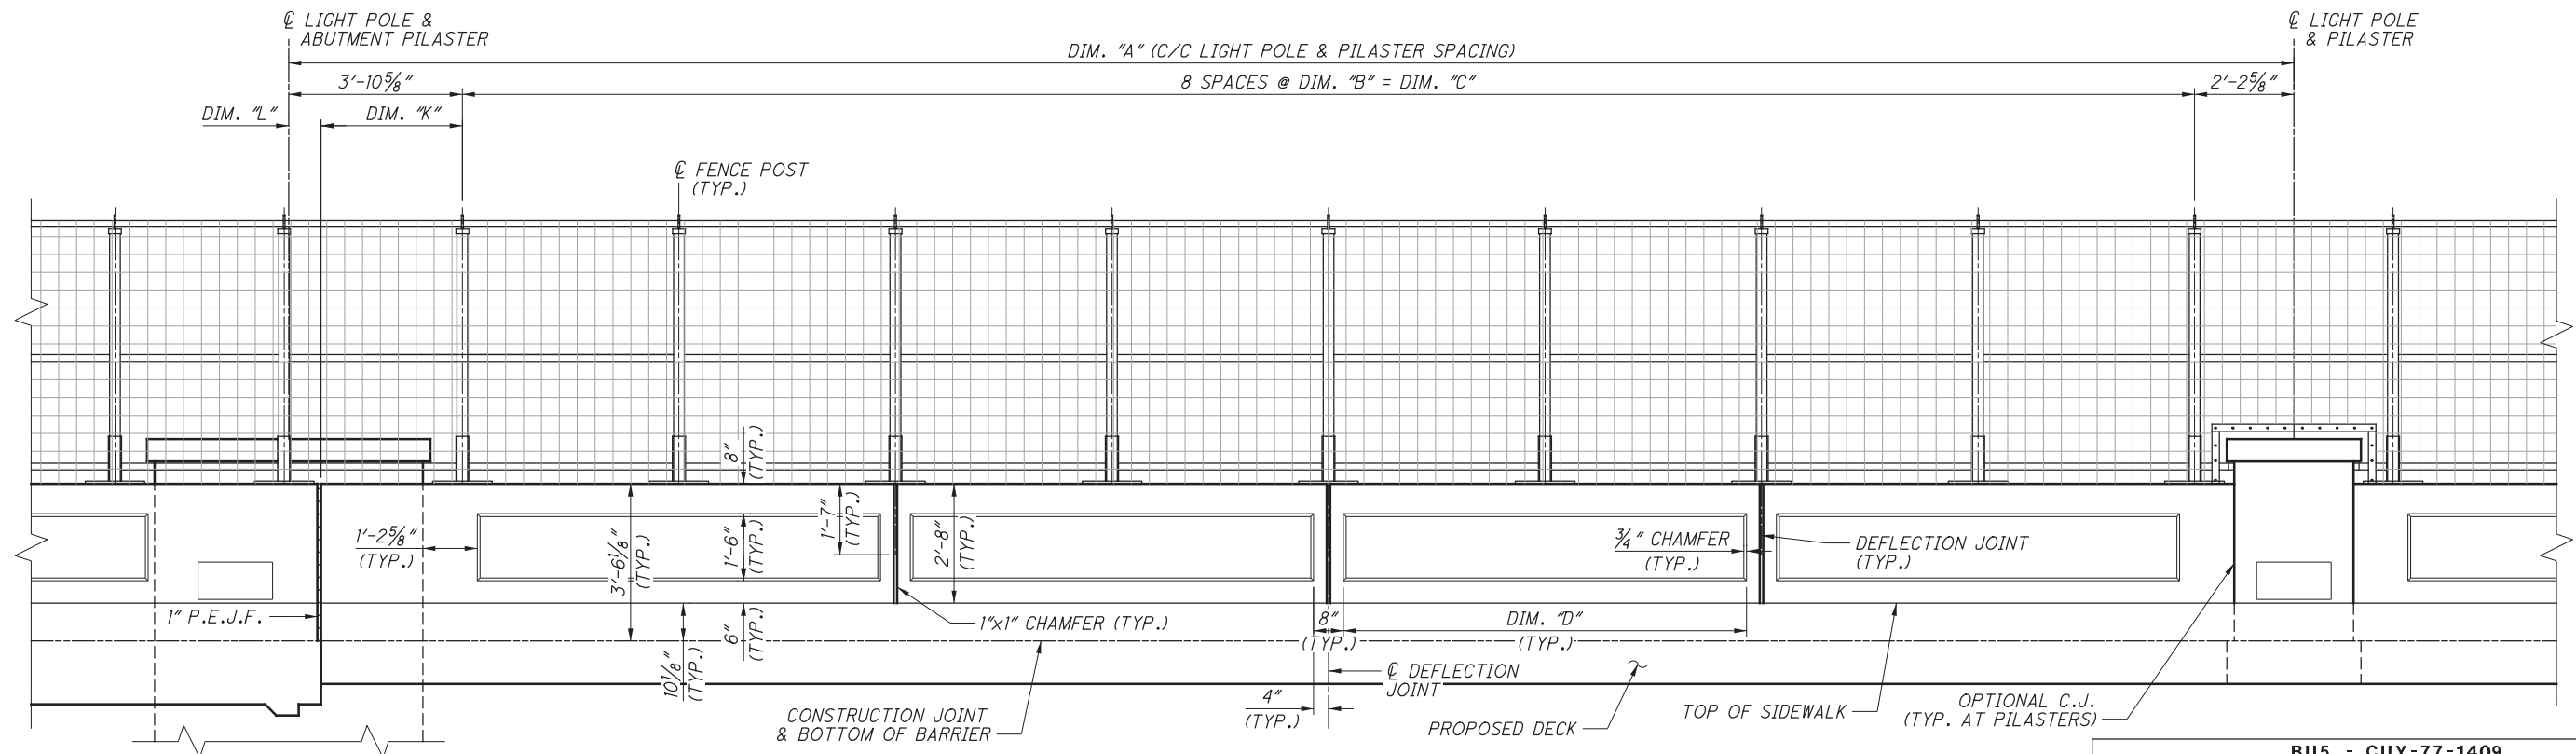 ℄ LIGHT POLE &
ABUTMENT PILASTER
℄ LIGHT POLE
& PILASTER
DIM. "A" (C/C LIGHT POLE & PILASTER SPACING)
3'-10⅝"
8 SPACES @ DIM. "B" = DIM. "C"
2'-2⅝"
DIM. "L"
DIM. "K"
℄ FENCE POST
(TYP.)
8"
(TYP.)
1'-2⅝"
(TYP.)
3'-6⅛"
(TYP.)
1'-6"
(TYP.)
1'-7"
(TYP.)
2'-8"
(TYP.)
¾" CHAMFER
(TYP.)
DEFLECTION JOINT
(TYP.)
1" P.E.J.F.
10⅛"
(TYP.)
6"
(TYP.)
1"x1" CHAMFER (TYP.)
8"
(TYP.)
DIM. "D"
(TYP.)
℄ DEFLECTION
JOINT
4"
(TYP.)
CONSTRUCTION JOINT
& BOTTOM OF BARRIER
PROPOSED DECK
TOP OF SIDEWALK
OPTIONAL C.J.
(TYP. AT PILASTERS)